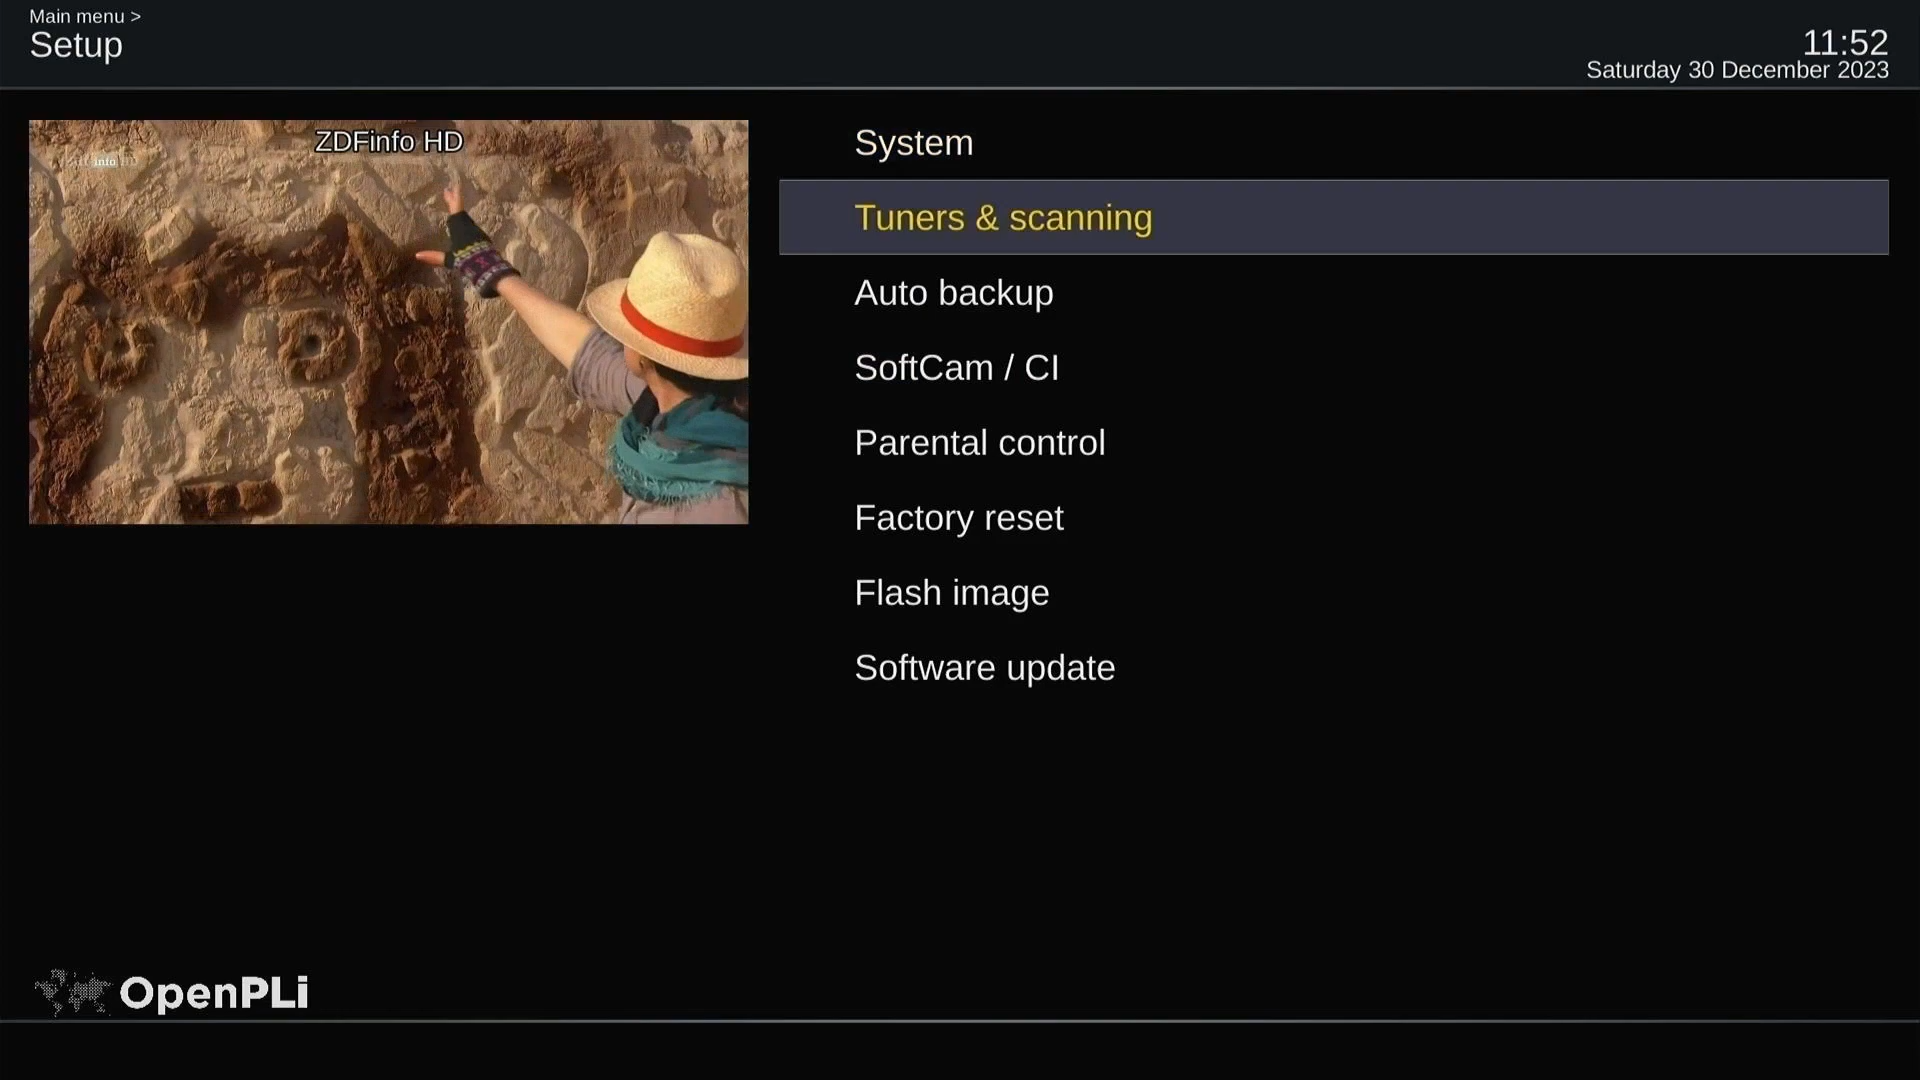 Main menu >
Setup
11:52
Saturday 30 December 2023
ZDFinfo HD
info
System
Tuners & scanning
Auto backup
SoftCam / CI
Parental control
Factory reset
Flash image
Software update
OpenPLi